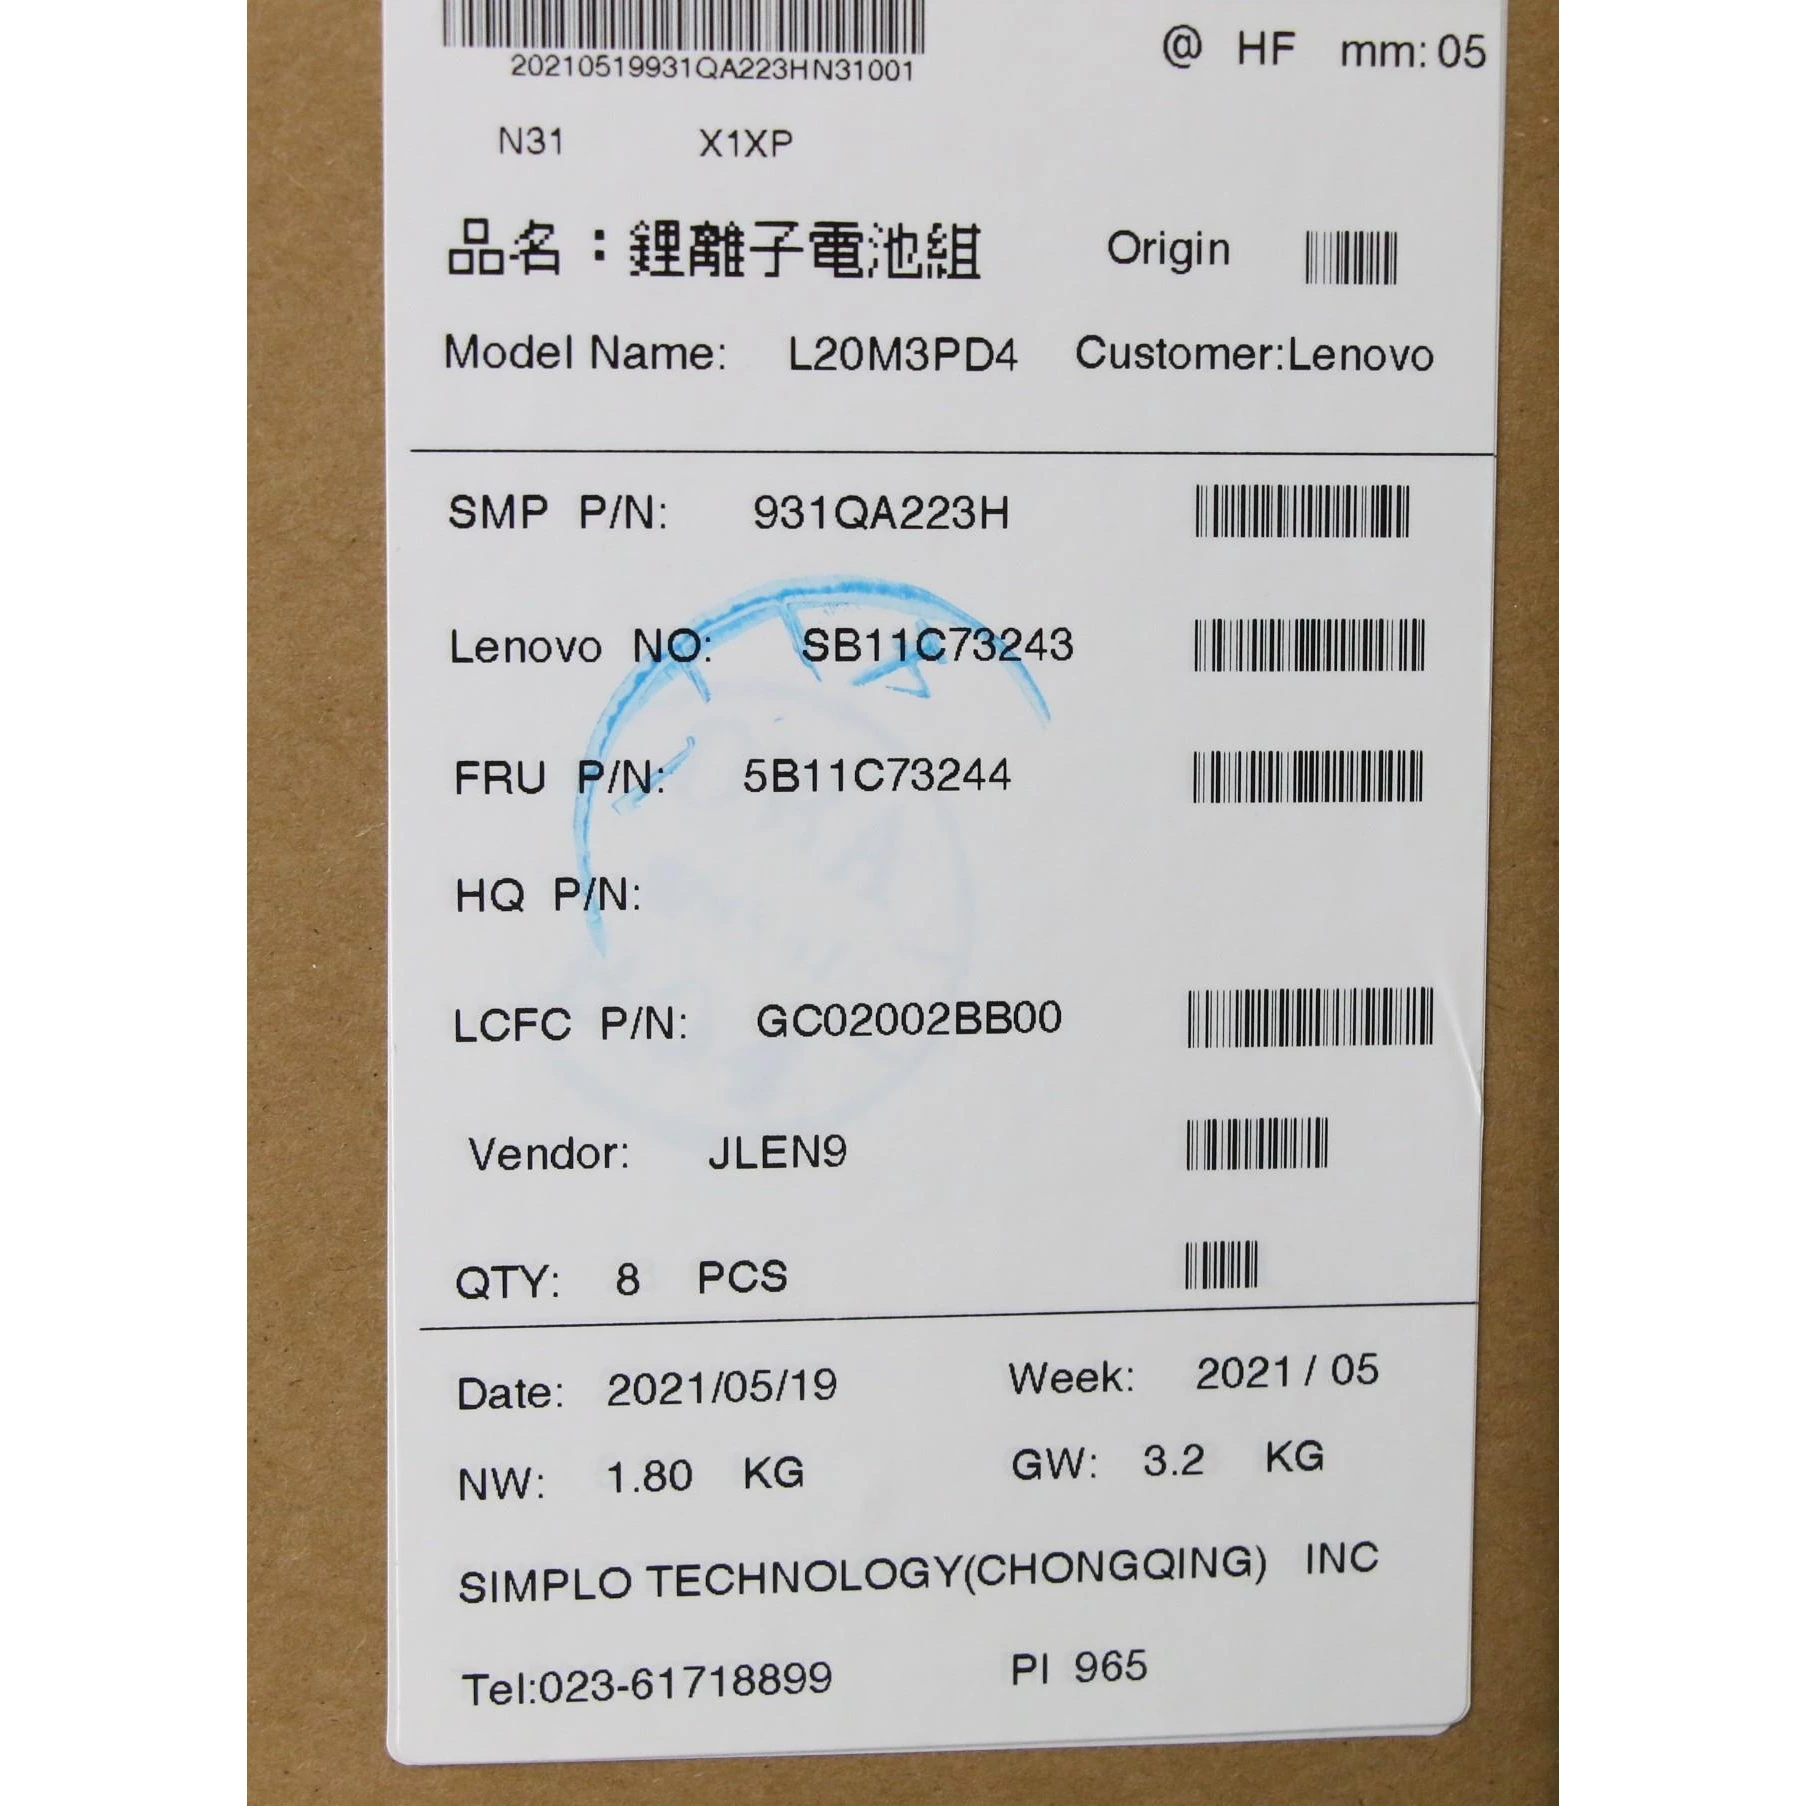 20210519931QA223HN31001
@ HF mm: 05
N31 X1XP
品名：鋰離子電池組 Origin
Model Name: L20M3PD4 Customer:Lenovo
SMP P/N: 931QA223H
Lenovo NO: SB11C73243
FRU P/N: 5B11C73244
HQ P/N:
LCFC P/N: GC02002BB00
Vendor: JLEN9
QTY: 8 PCS
Date: 2021/05/19 Week: 2021 / 05
NW: 1.80 KG GW: 3.2 KG
SIMPLO TECHNOLOGY(CHONGQING) INC
Tel:023-61718899 PI 965